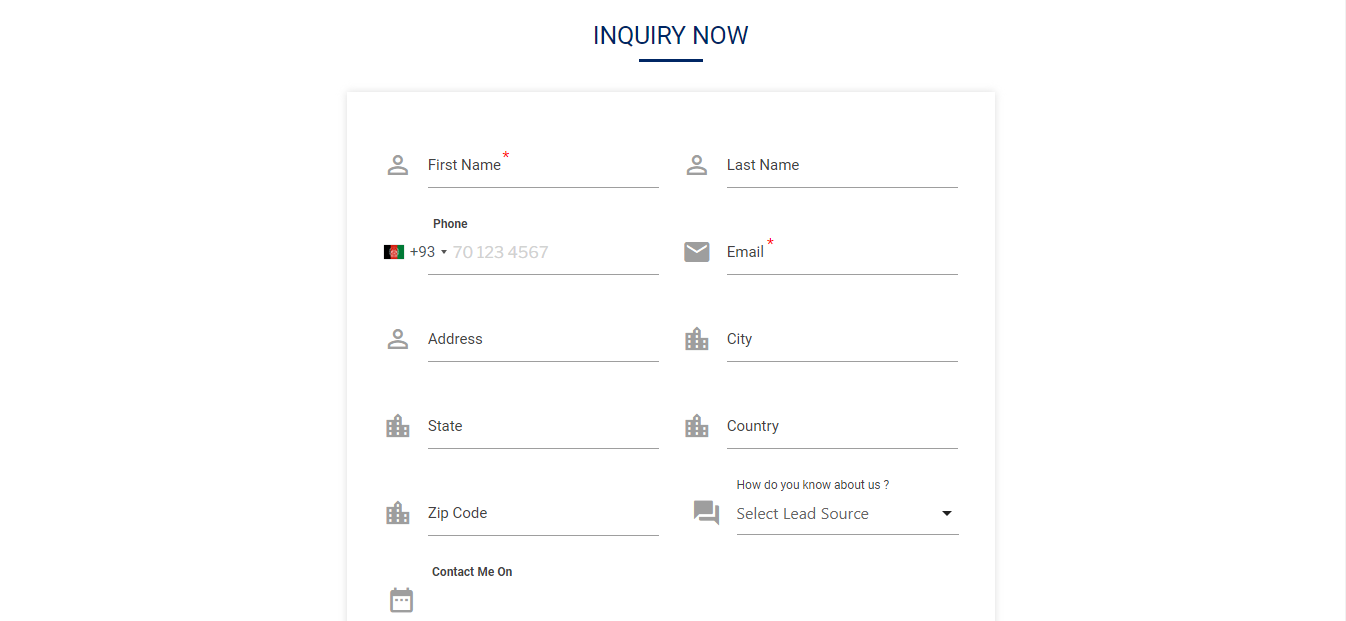 INQUIRY NOW
First Name*
Last Name
Phone
+93 70 123 4567
Email*
Address
City
State
Country
How do you know about us ?
Zip Code
Select Lead Source
Contact Me On